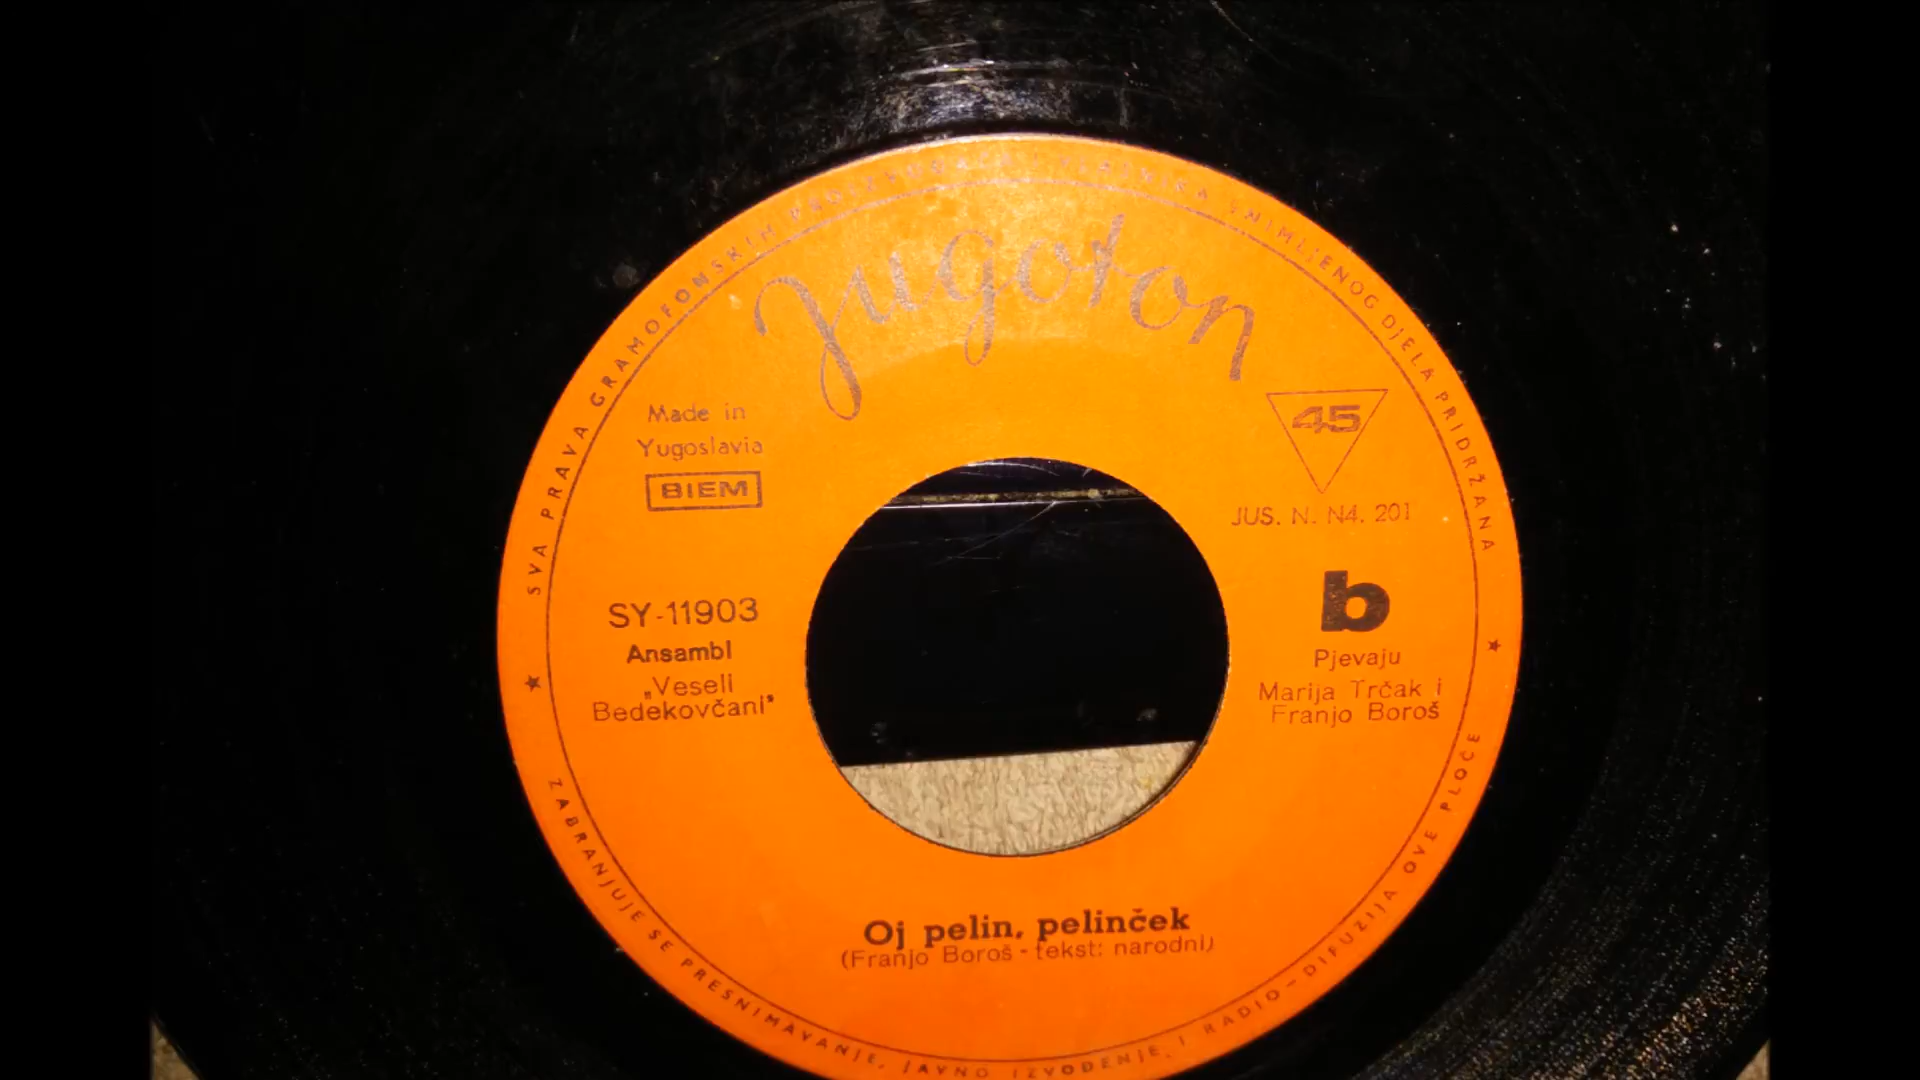 SVA PRAVA GRAMOFONSKIH PROIZVOĐAČA I VLASNIKA SNIMLJENOG DJELA PRIDRŽANA
Jugoton
Made in
Yugoslavia
BIEM
45
JUS. N. N4. 201
SY-11903
Ansambl
„Veseli
Bedekovčani"
b
Pjevaju
Marija Trčak i
Franjo Boroš
Oj pelin, pelinček
(Franjo Boroš - tekst: narodni)
ZABRANJUJE SE PRESNIMAVANJE, JAVNO IZVOĐENJE, I RADIO-DIFUZIJA OVE PLOČE